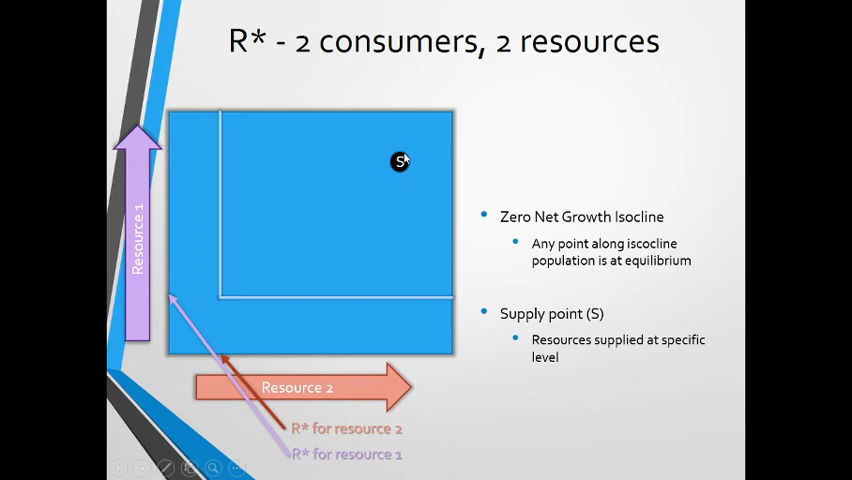 R* - 2 consumers, 2 resources
S
Resource 1
Zero Net Growth Isocline
Any point along iscocline
population is at equilibrium
Supply point (S)
Resources supplied at specific
level
Resource 2
R* for resource 2
R* for resource 1